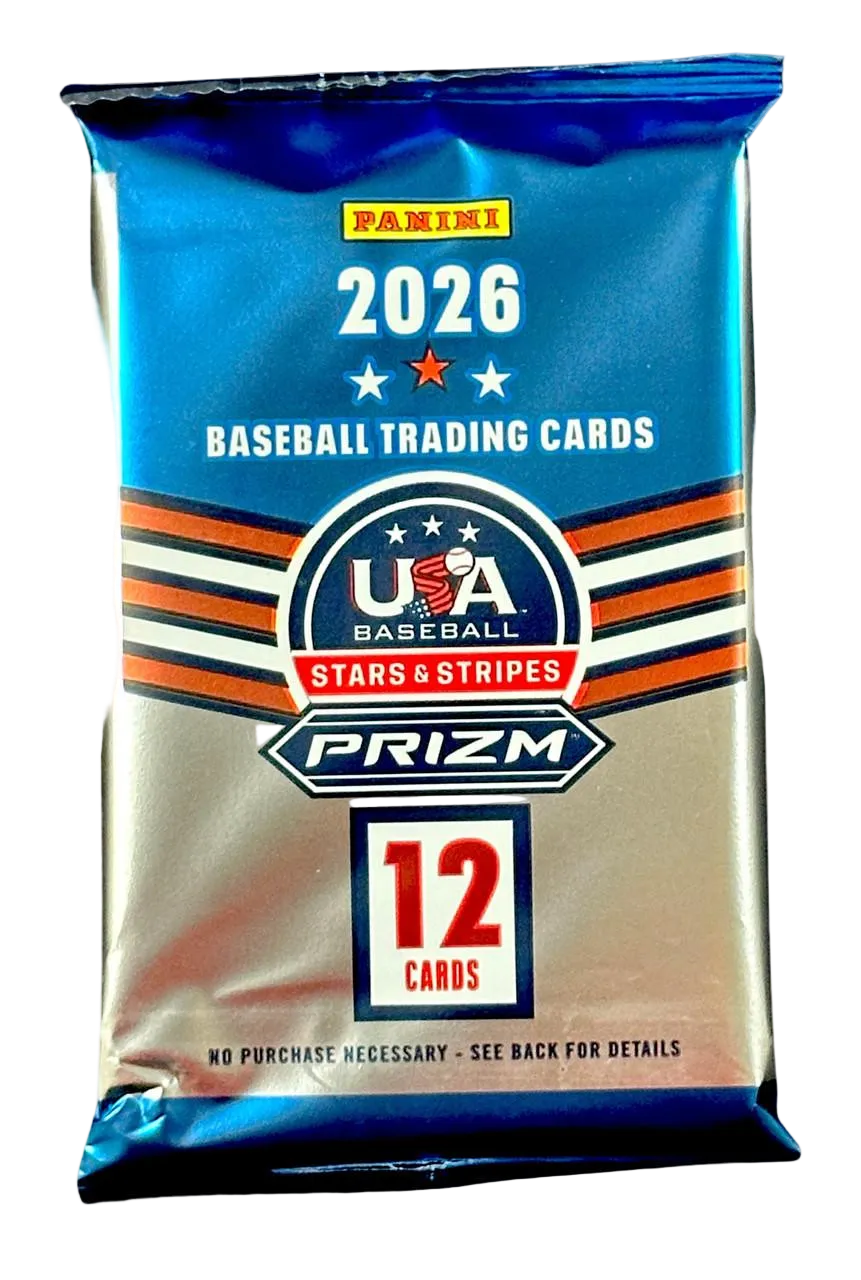 PANINI
2026
BASEBALL TRADING CARDS
USA
BASEBALL
STARS & STRIPES
PRIZM
12
CARDS
NO PURCHASE NECESSARY - SEE BACK FOR DETAILS